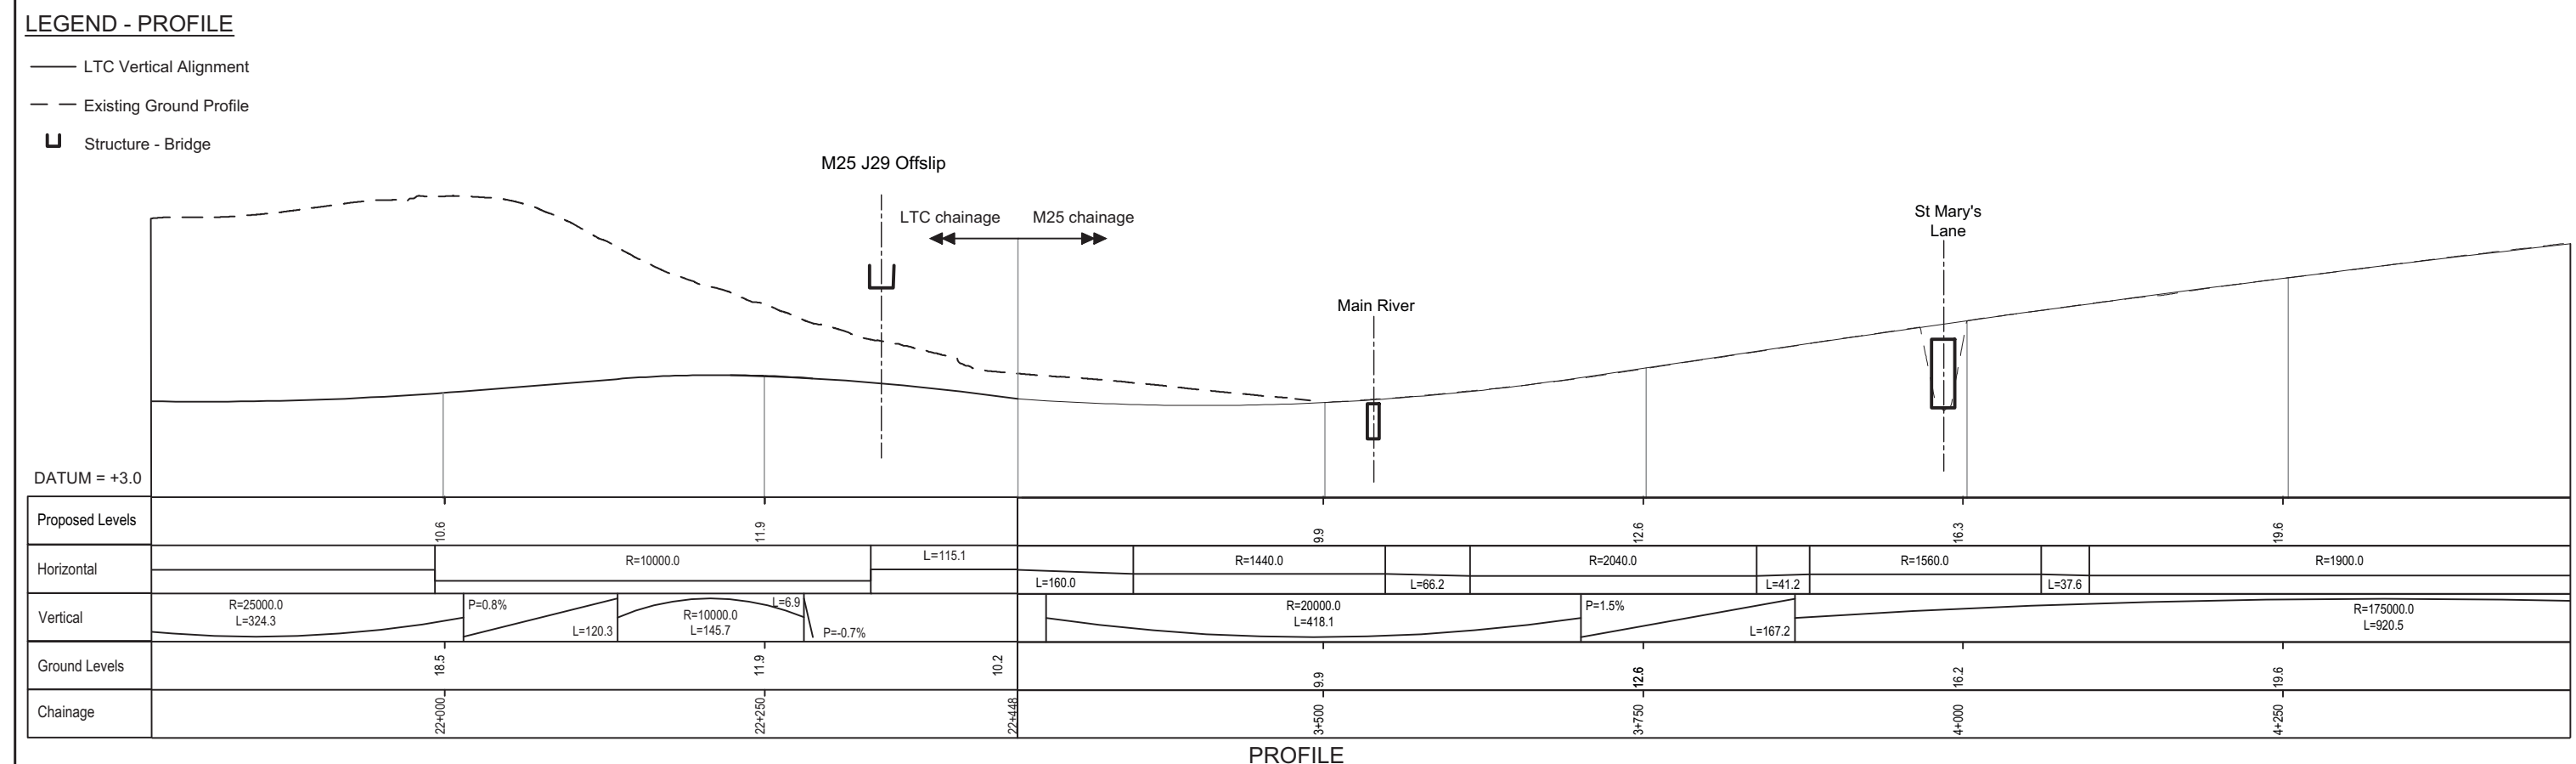 LEGEND - PROFILE
LTC Vertical Alignment
Existing Ground Profile
Structure - Bridge
M25 J29 Offslip
LTC chainage M25 chainage
Main River
St Mary's
Lane
DATUM = +3.0
Proposed Levels 10.6 11.9 9.9 12.6 16.3 19.6
Horizontal R=10000.0 L=115.1 L=160.0 R=1440.0 L=66.2 R=2040.0 L=41.2 R=1560.0 L=37.6 R=1900.0
Vertical
R=25000.0
L=324.3
P=0.8%
L=120.3
R=10000.0
L=145.7
L=6.9
P=-0.7%
R=20000.0
L=418.1
P=1.5%
L=167.2
R=175000.0
L=920.5
Ground Levels 18.5 11.9 10.2 9.9 12.6 16.2 19.6
Chainage 22+000 22+250 22+448 3+500 3+750 4+000 4+250
PROFILE